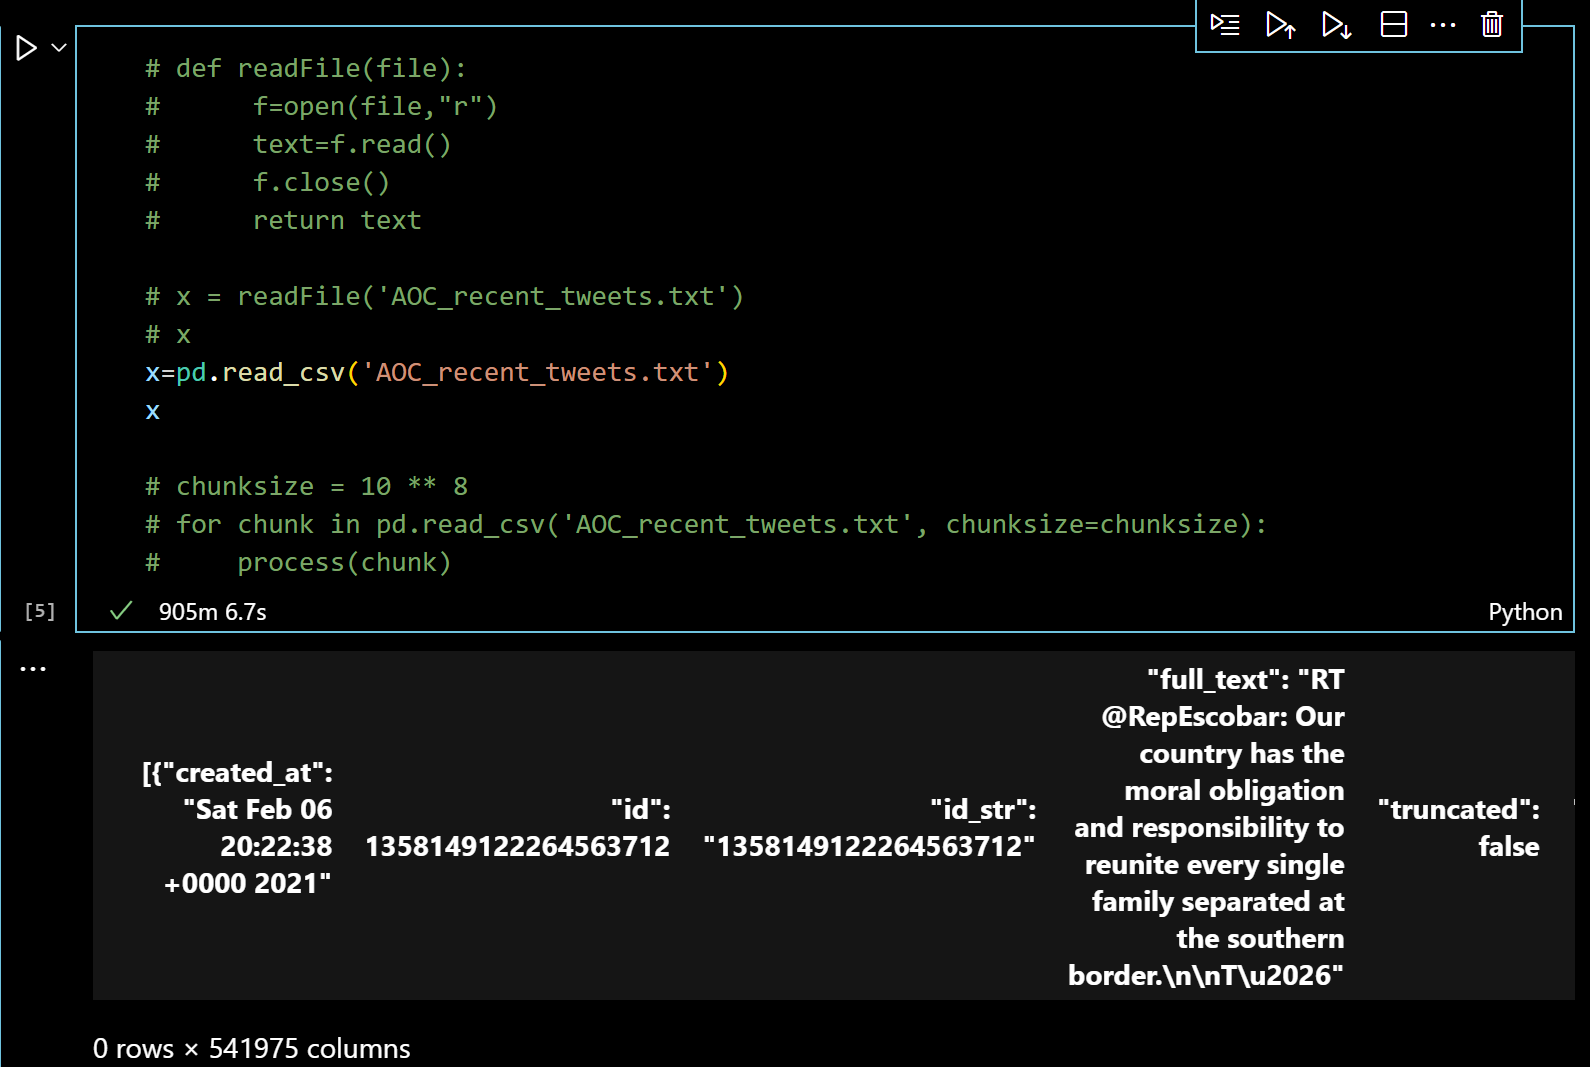 # def readFile(file):
#      f=open(file,"r")
#      text=f.read()
#      f.close()
#      return text
# x = readFile('AOC_recent_tweets.txt')
# x
x=pd.read_csv('AOC_recent_tweets.txt')
x
# chunksize = 10 ** 8
# for chunk in pd.read_csv('AOC_recent_tweets.txt', chunksize=chunksize):
#     process(chunk)
[5]
905m 6.7s
Python
[{"created_at":
"Sat Feb 06
20:22:38
+0000 2021"
"id":
1358149122264563712
"id_str":
"1358149122264563712"
"full_text": "RT
@RepEscobar: Our
country has the
moral obligation
and responsibility to
reunite every single
family separated at
the southern
border.\n\nT\u2026"
"truncated":
false
0 rows × 541975 columns